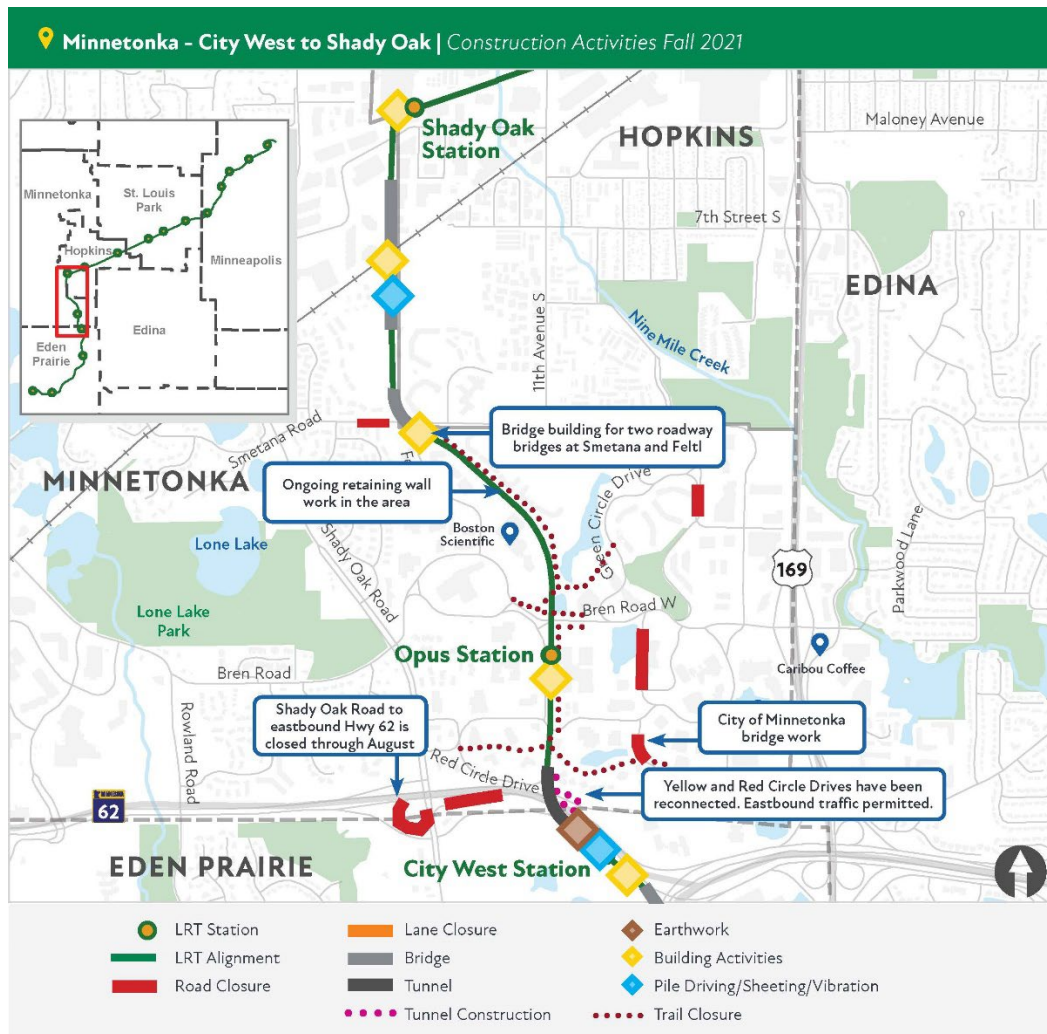 Minnetonka - City West to Shady Oak | Construction Activities Fall 2021
Shady Oak
Station
HOPKINS
Maloney Avenue
Minnetonka
St. Louis
Park
Hopkins
Minneapolis
Edina
Eden
Prairie
7th Street S
EDINA
11th Avenue S
Nine Mile Creek
Bridge building for two roadway
bridges at Smetana and Feltl
Smetana Road
MINNETONKA
Ongoing retaining wall
work in the area
Green Circle Drive
Boston
Scientific
Lone Lake
Shady Oak Road
169
Parkwood Lane
Lone Lake
Park
Bren Road W
Opus Station
Caribou Coffee
Bren Road
Shady Oak Road to
eastbound Hwy 62 is
closed through August
City of Minnetonka
bridge work
Rowland Road
Red Circle Drive
Yellow and Red Circle Drives have been
reconnected. Eastbound traffic permitted.
62
EDEN PRAIRIE
City West Station
LRT Station
Lane Closure
Earthwork
LRT Alignment
Bridge
Building Activities
Road Closure
Tunnel
Pile Driving/Sheeting/Vibration
Tunnel Construction
Trail Closure